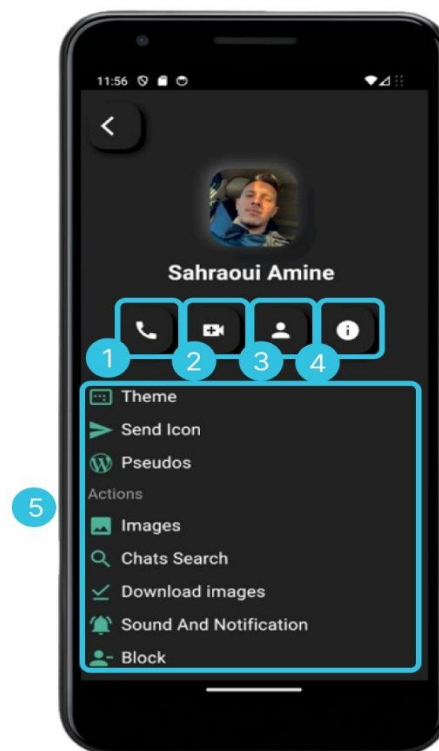 11:56
Sahraoui Amine
1
2
3
4
Theme
Send Icon
Pseudos
Actions
5
Images
Chats Search
Download images
Sound And Notification
Block